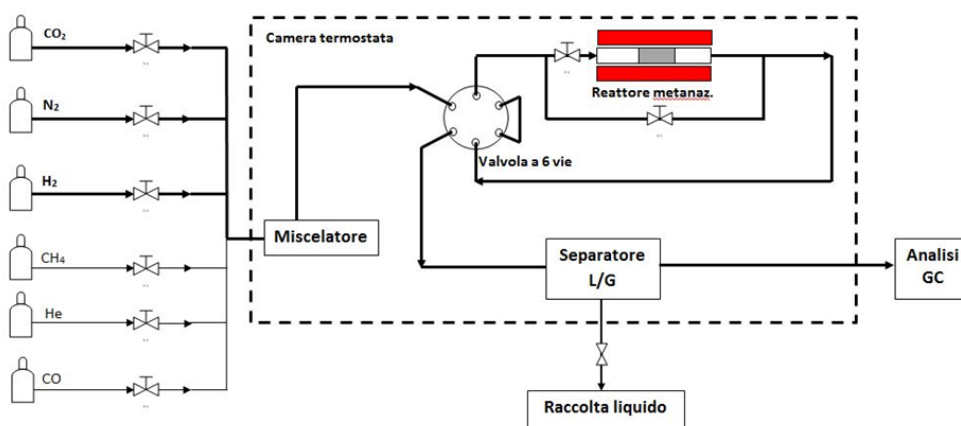 CO₂
N₂
H₂
CH₄
He
CO
Camera termostata
Miscelatore
Reattore metanaz.
Valvola a 6 vie
Separatore
L/G
Analisi
GC
Raccolta liquido